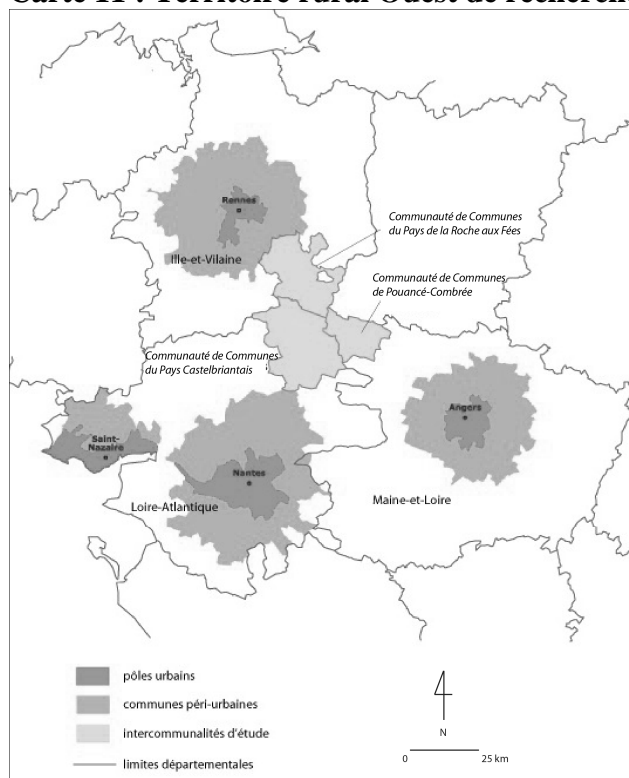 Carte 11 : Territoire rural Ouest de recherche
Rennes
Communauté de Communes
du Pays de la Roche aux Fées
Ille-et-Vilaine
Communauté de Communes
de Pouancé-Combrée
Communauté de Communes
du Pays Castelbriantais
Angers
Saint-
Nazaire
Nantes
Maine-et-Loire
Loire-Atlantique
pôles urbains
communes péri-urbaines
intercommunalités d'étude
limites départementales
N
0 25 km